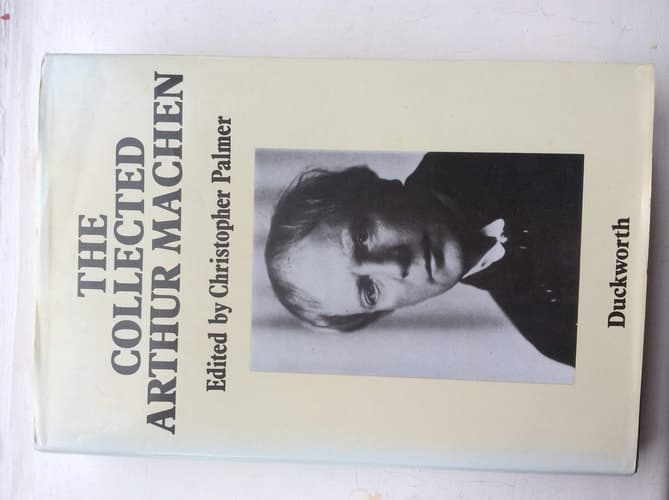 THE
COLLECTED
ARTHUR MACHEN
Edited by Christopher Palmer
Duckworth